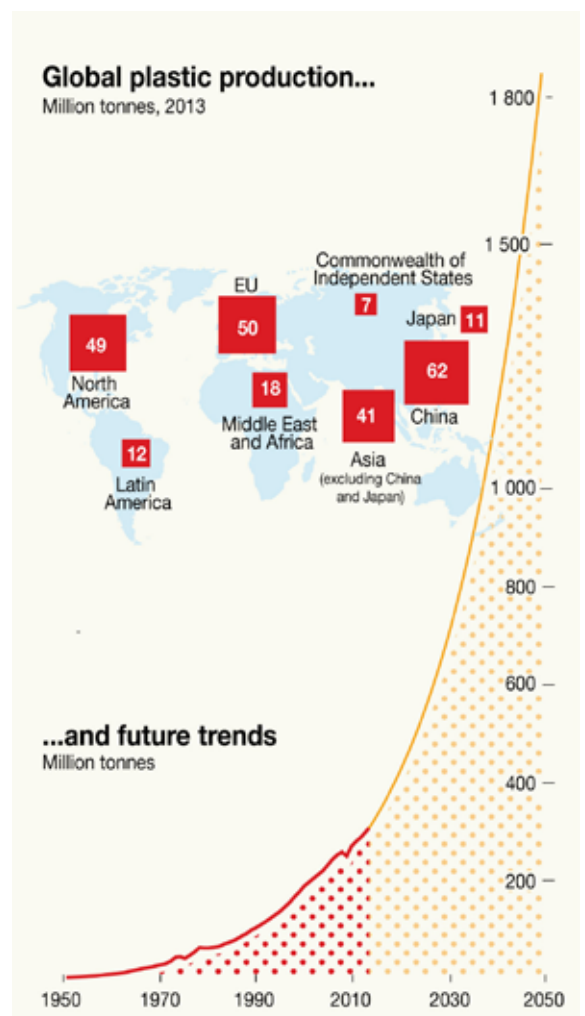 Global plastic production...
Million tonnes, 2013
1 800
1 500
Commonwealth of
Independent States
7
EU
50
Japan
11
49
North
America
18
Middle East
and Africa
62
China
41
Asia
(excluding China
and Japan)
12
Latin
America
1 000
800
600
...and future trends
Million tonnes
400
200
1950
1970
1990
2010
2030
2050